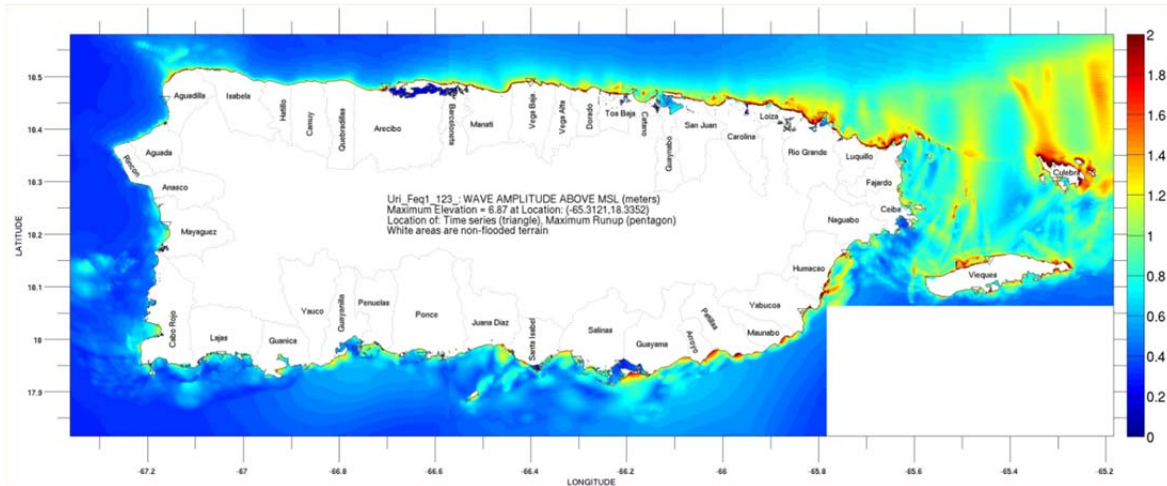 18.5
18.4
18.3
18.2
18.1
18
17.9
LATITUDE
Aguadilla
Isabela
Hatillo
Camuy
Quebradillas
Arecibo
Barceloneta
Manati
Vega Baja
Vega Alta
Dorado
Toa Baja
Catano
Guaynabo
San Juan
Carolina
Loiza
Rio Grande
Luquillo
Fajardo
Ceiba
Culebra
Aguada
Rincon
Anasco
Mayaguez
Naguabo
Humacao
Vieques
Uri_Feq1_123_: WAVE AMPLITUDE ABOVE MSL (meters)
Maximum Elevation = 6.87 at Location: (-65.3121,18.3352)
Location of: Time series (triangle), Maximum Runup (pentagon)
White areas are non-flooded terrain
Cabo Rojo
Lajas
Guanica
Yauco
Guayanilla
Penuelas
Ponce
Juana Diaz
Santa Isabel
Salinas
Guayama
Arroyo
Patillas
Yabucoa
Maunabo
-67.2
-67
-66.8
-66.6
-66.4
-66.2
-66
-65.8
-65.6
-65.4
-65.2
LONGITUDE
2
1.8
1.6
1.4
1.2
1
0.8
0.6
0.4
0.2
0